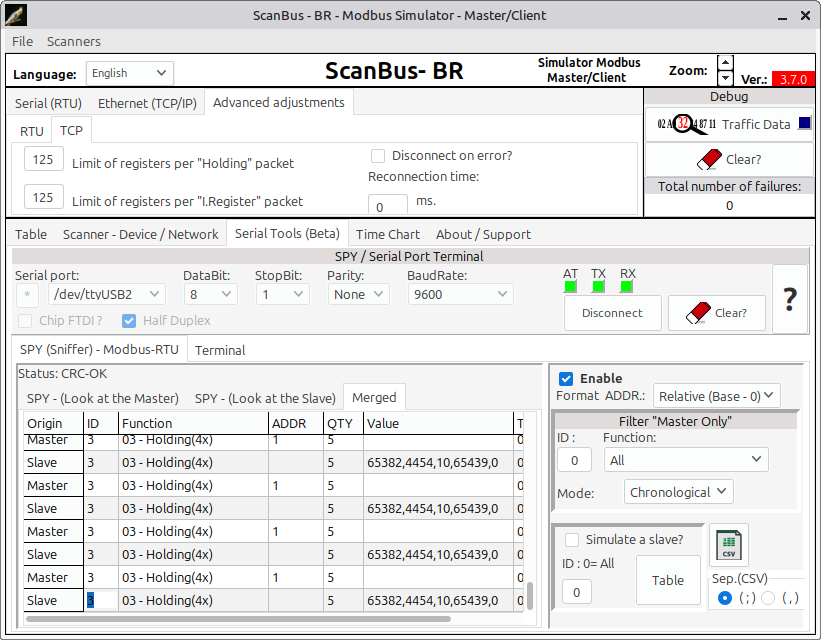 ScanBus - BR - Modbus Simulator - Master/Client
File Scanners
Language: English ScanBus- BR Simulator Modbus Master/Client Zoom: Ver.: 3.7.0
Serial (RTU) Ethernet (TCP/IP) Advanced adjustments
RTU TCP
125 Limit of registers per "Holding" packet
125 Limit of registers per "I.Register" packet
Disconnect on error?
Reconnection time:
0 ms.
Debug
02 A 32 4 87 11 Traffic Data
Clear?
Total number of failures:
0
Table Scanner - Device / Network Serial Tools (Beta) Time Chart About / Support
SPY / Serial Port Terminal
Serial port: DataBit: StopBit: Parity: BaudRate: AT TX RX
* /dev/ttyUSB2 8 1 None 9600
Chip FTDI ? Half Duplex
Disconnect Clear? ?
SPY (Sniffer) - Modbus-RTU Terminal
Status: CRC-OK
SPY - (Look at the Master) SPY - (Look at the Slave) Merged
Origin ID Function ADDR QTY Value T
Master 3 03 - Holding(4x) 1 5 0
Slave 3 03 - Holding(4x) 5 65382,4454,10,65439,0 0
Master 3 03 - Holding(4x) 1 5 0
Slave 3 03 - Holding(4x) 5 65382,4454,10,65439,0 0
Master 3 03 - Holding(4x) 1 5 0
Slave 3 03 - Holding(4x) 5 65382,4454,10,65439,0 0
Master 3 03 - Holding(4x) 1 5 0
Slave 3 03 - Holding(4x) 5 65382,4454,10,65439,0 0
Enable
Format ADDR.: Relative (Base - 0)
Filter "Master Only"
ID : Function:
0 All
Mode: Chronological
Simulate a slave?
ID : 0= All
0 Table
CSV
Sep.(CSV)
( ; ) ( , )